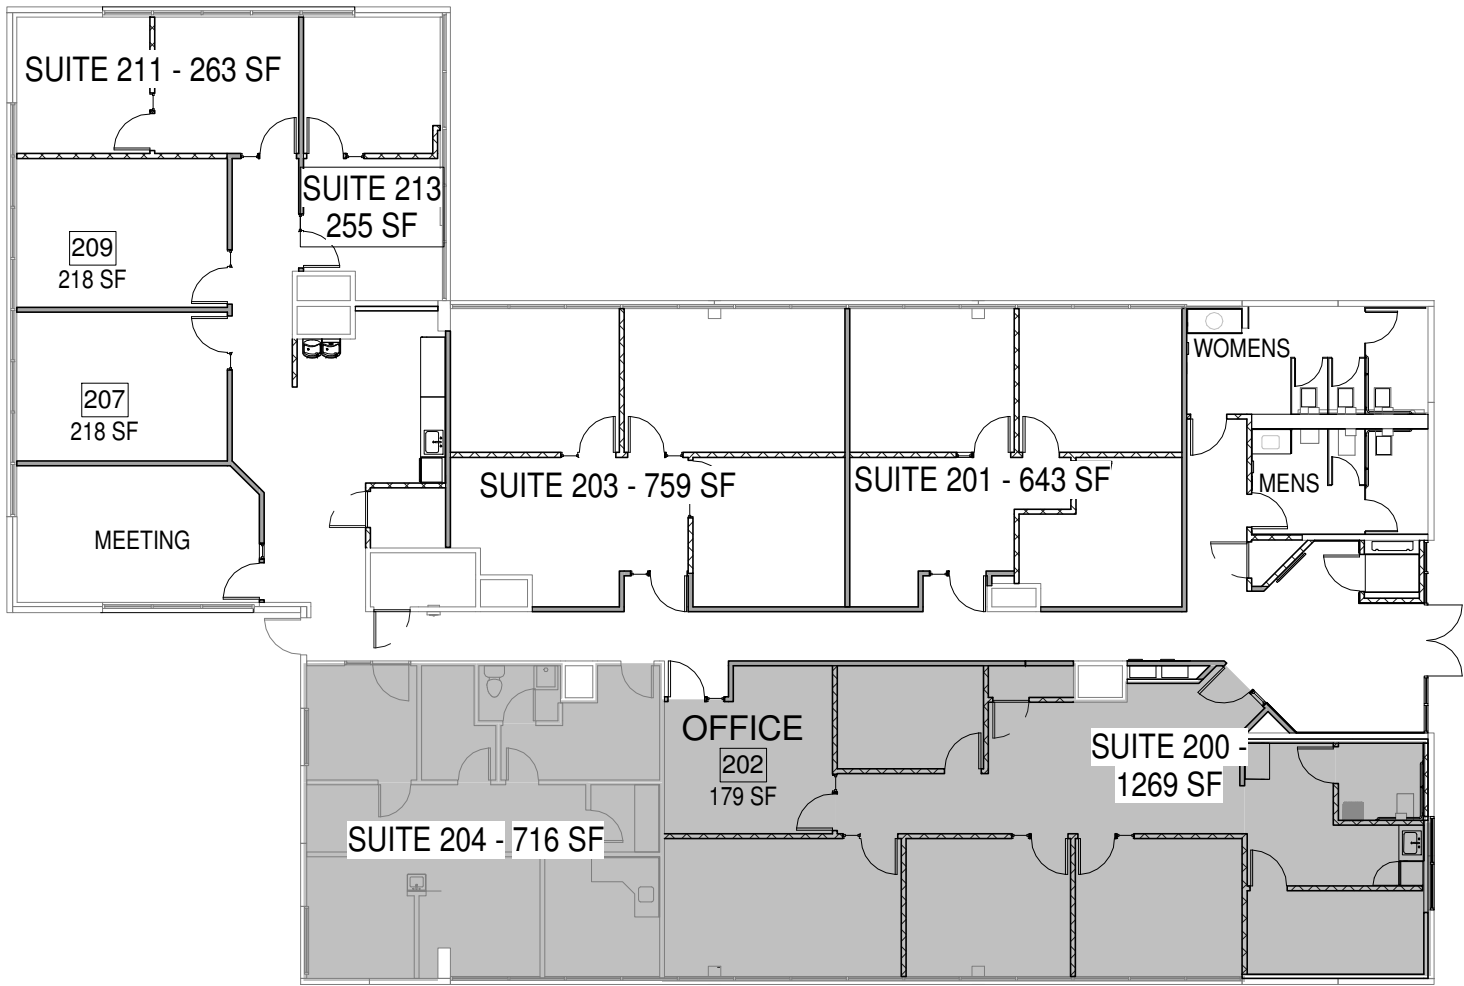 SUITE 211 - 263 SF
SUITE 213
255 SF
209
218 SF
207
218 SF
MEETING
SUITE 203 - 759 SF
SUITE 201 - 643 SF
WOMENS
MENS
OFFICE
202
179 SF
SUITE 200 -
1269 SF
SUITE 204 - 716 SF